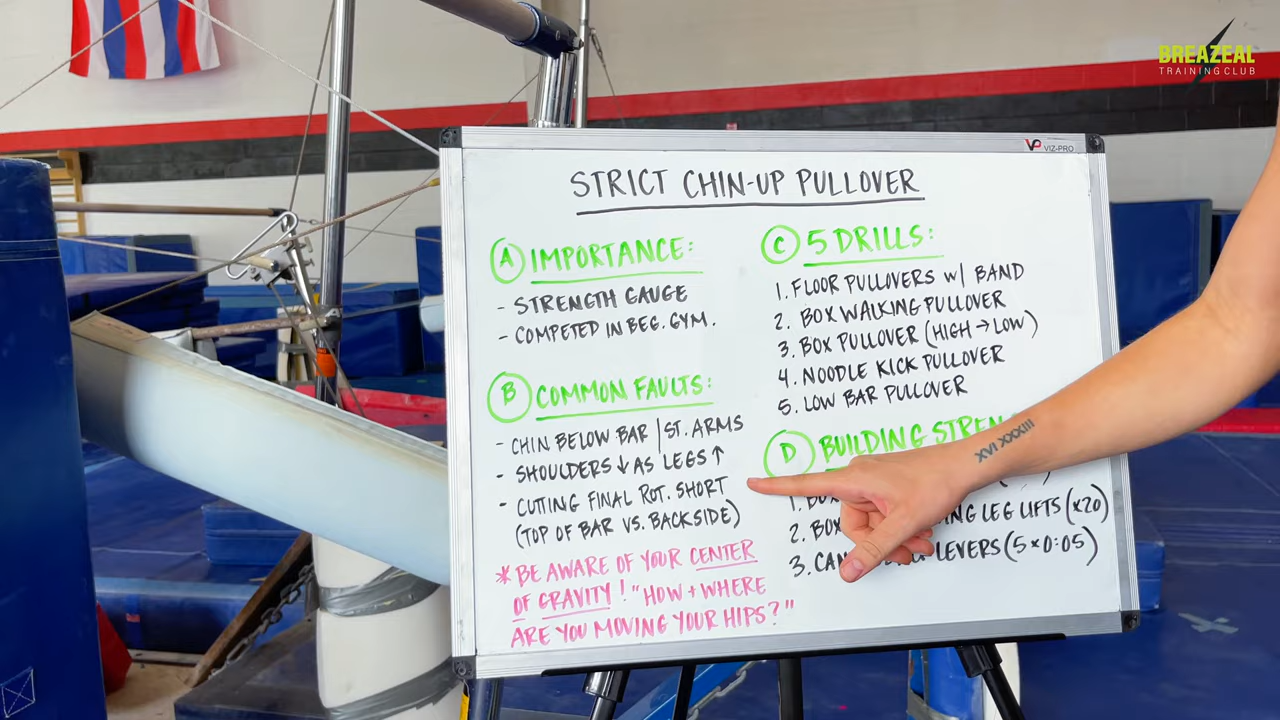 BREAZEAL
TRAINING CLUB
VP VIZ-PRO
STRICT CHIN-UP PULLOVER
A IMPORTANCE:
- STRENGTH GAUGE
- COMPETED IN BEG. GYM.
B COMMON FAULTS:
- CHIN BELOW BAR | ST. ARMS
- SHOULDERS ↓ AS LEGS ↑
- CUTING FINAL ROT. SHORT
(TOP OF BAR VS. BACKSIDE)
* BE AWARE OF YOUR CENTER
OF GRAVITY! "HOW + WHERE
ARE YOU MOVING YOUR HIPS?"
C 5 DRILLS:
1. FLOOR PULLOVERS W/ BAND
2. BOX WALKING PULLOVER
3. BOX PULLOVER (HIGH → LOW)
4. NOODLE KICK PULLOVER
5. LOW BAR PULLOVER
D BUILDING
1.
2. LEG LIFTS (x20)
3. LEVERS (5 x 0:05)
XVI XXXIII